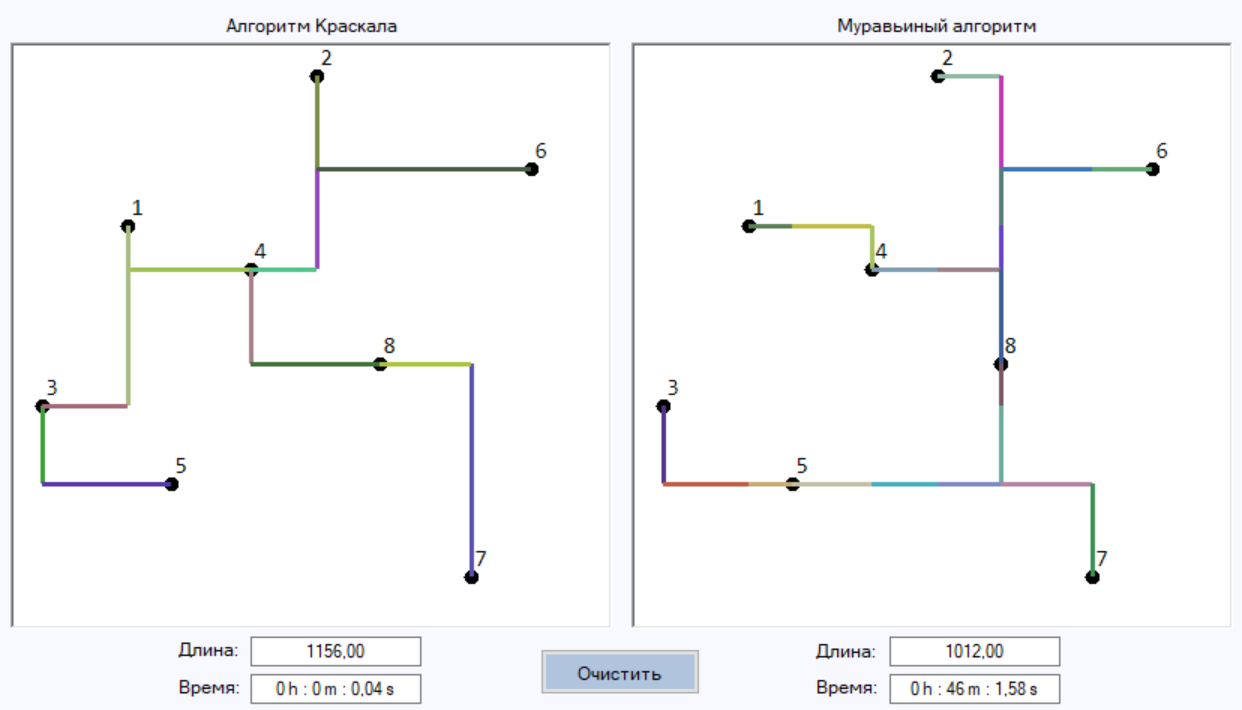 Алгоритм Краскала
2
6
1
4
8
3
5
7
Длина: 1156,00
Время: 0 h : 0 m : 0,04 s
Очистить
Муравьиный алгоритм
2
6
1
4
8
3
5
7
Длина: 1012,00
Время: 0 h : 46 m : 1,58 s